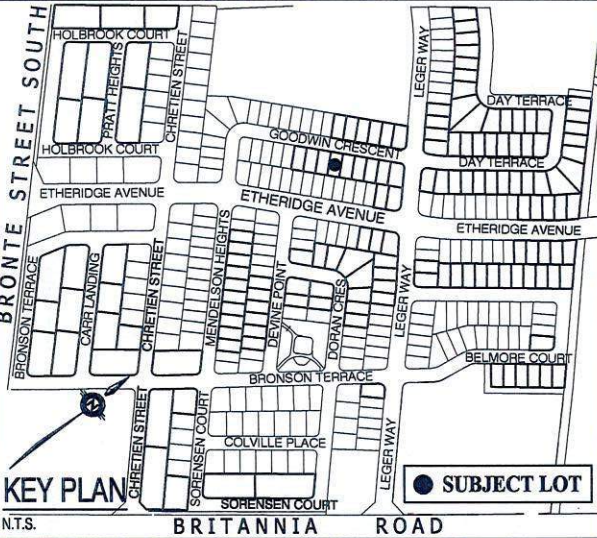 HOLBROOK COURT
BRONTE STREET SOUTH
PRATT HEIGHTS
CHRETIEN STREET
LEGER WAY
DAY TERRACE
GOODWIN CRESCENT
HOLBROOK COURT
DAY TERRACE
ETHERIDGE AVENUE
ETHERIDGE AVENUE
ETHERIDGE AVENUE
BRONSON TERRACE
CARR LANDING
CHRETIEN STREET
MENDELSON HEIGHTS
DEVINE POINT
DORAN CRES
LEGER WAY
BELMORE COURT
BRONSON TERRACE
N
CHRETIEN STREET
SORENSEN COURT
COLVILLE PLACE
LEGER WAY
KEY PLAN
SUBJECT LOT
SORENSEN COURT
N.T.S.
BRITANNIA ROAD